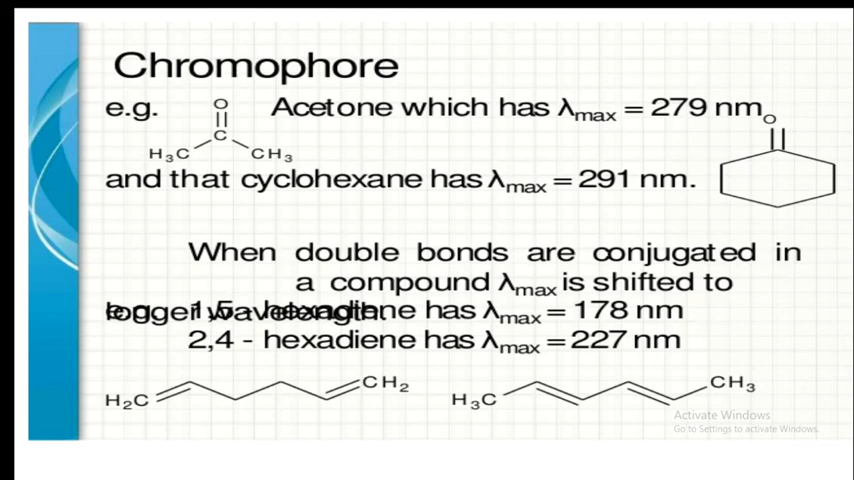 Chromophore
e.g. Acetone which has λmax = 279 nm
O
C
H₃C CH₃
O
and that cyclohexane has λmax = 291 nm.
When double bonds are conjugated in
a compound λmax is shifted to
longer wavelength.
e.g. 1,5 - hexadiene has λmax = 178 nm
2,4 - hexadiene has λmax = 227 nm
H₂C CH₂
H₃C CH₃
Activate Windows
Go to Settings to activate Windows.